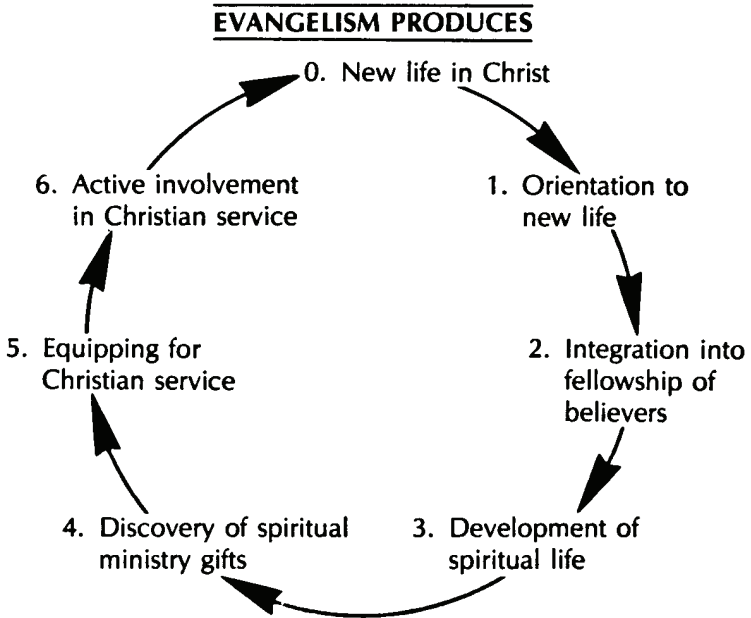 EVANGELISM PRODUCES
0. New life in Christ
1. Orientation to
new life
2. Integration into
fellowship of
believers
3. Development of
spiritual life
4. Discovery of spiritual
ministry gifts
5. Equipping for
Christian service
6. Active involvement
in Christian service